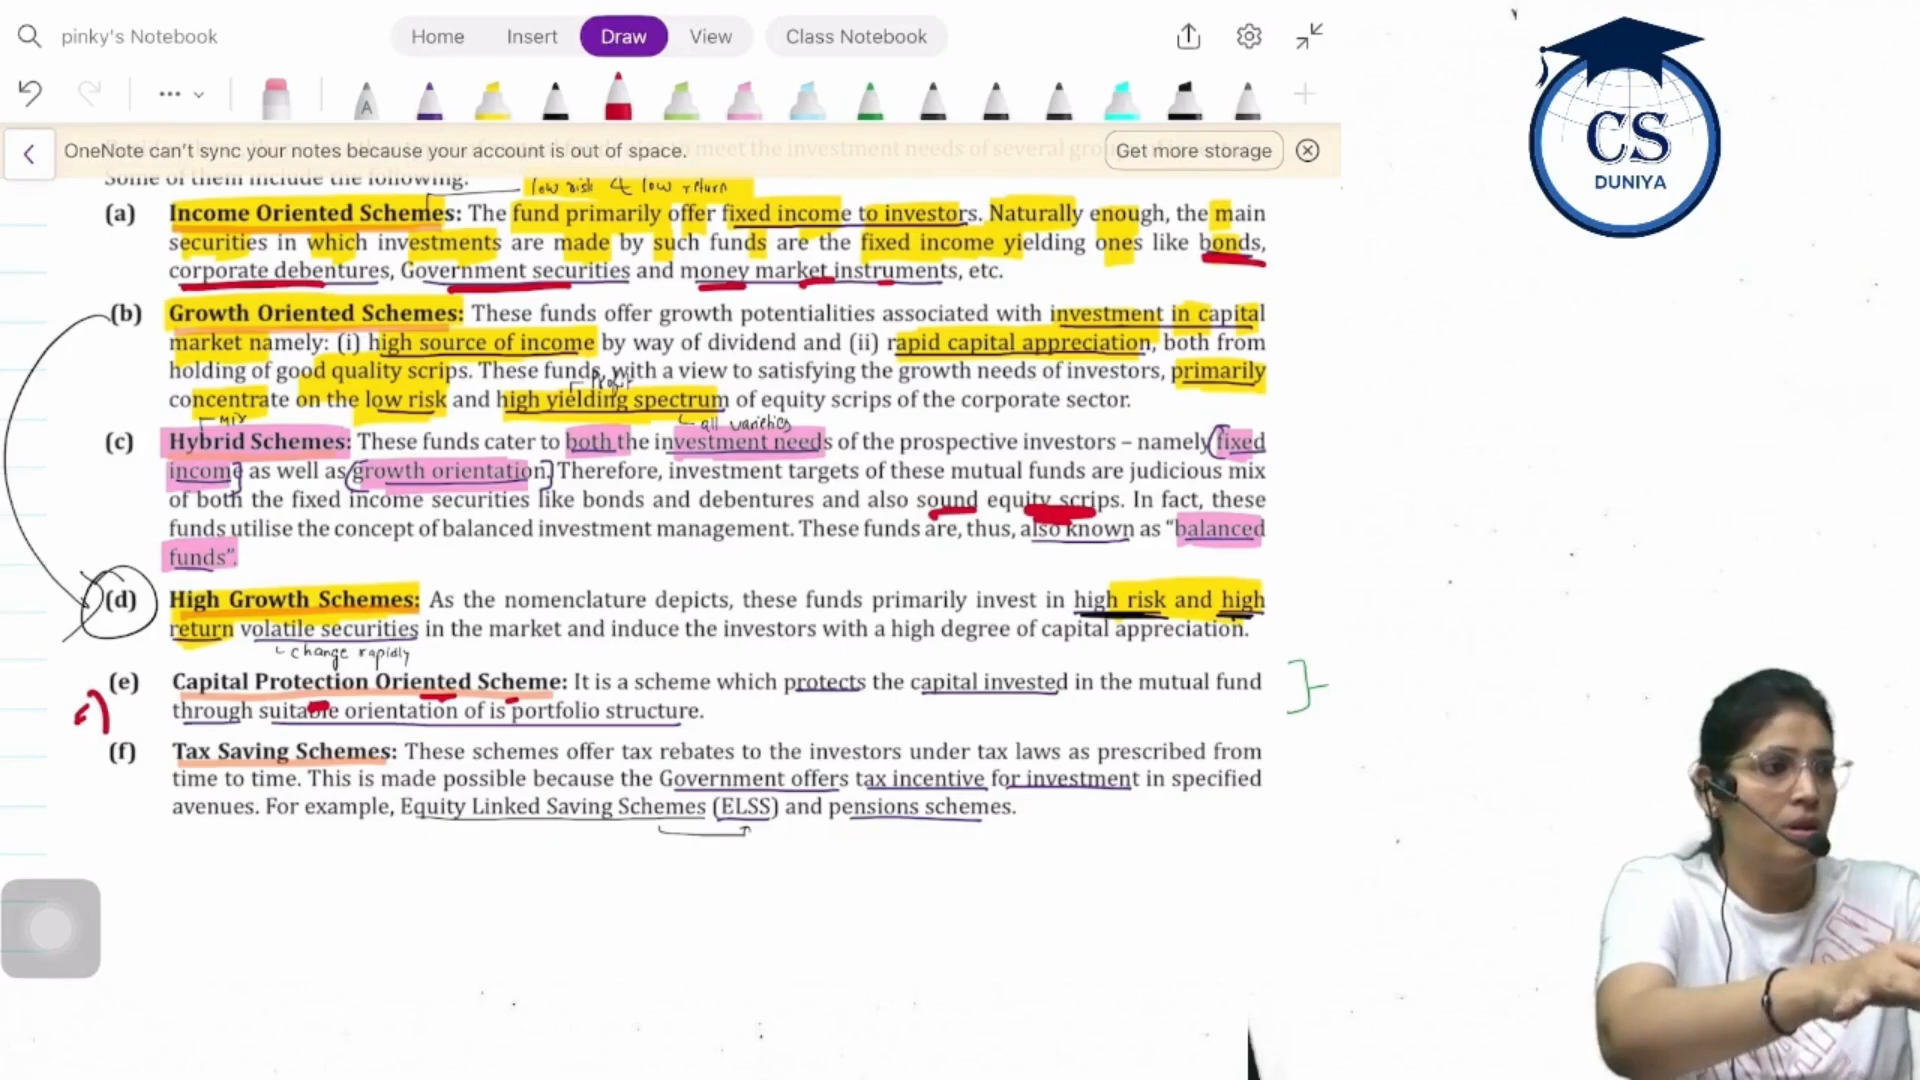 pinky's Notebook
Home Insert Draw View Class Notebook
OneNote can't sync your notes because your account is out of space. Get more storage
to meet the investment needs of several
Some of them include the following:
low risk & low return
(a) Income Oriented Schemes: The fund primarily offer fixed income to investors. Naturally enough, the main
securities in which investments are made by such funds are the fixed income yielding ones like bonds,
corporate debentures, Government securities and money market instruments, etc.
(b) Growth Oriented Schemes: These funds offer growth potentialities associated with investment in capital
market namely: (i) high source of income by way of dividend and (ii) rapid capital appreciation, both from
holding of good quality scrips. These funds, with a view to satisfying the growth needs of investors, primarily
Profit
concentrate on the low risk and high yielding spectrum of equity scrips of the corporate sector.
mix
all varieties
(c) Hybrid Schemes: These funds cater to both the investment needs of the prospective investors – namely fixed
income as well as growth orientation. Therefore, investment targets of these mutual funds are judicious mix
of both the fixed income securities like bonds and debentures and also sound equity scrips. In fact, these
funds utilise the concept of balanced investment management. These funds are, thus, also known as “balanced
funds”.
(d) High Growth Schemes: As the nomenclature depicts, these funds primarily invest in high risk and high
return volatile securities in the market and induce the investors with a high degree of capital appreciation.
change rapidly
(e) Capital Protection Oriented Scheme: It is a scheme which protects the capital invested in the mutual fund
through suitable orientation of is portfolio structure.
(f) Tax Saving Schemes: These schemes offer tax rebates to the investors under tax laws as prescribed from
time to time. This is made possible because the Government offers tax incentive for investment in specified
avenues. For example, Equity Linked Saving Schemes (ELSS) and pensions schemes.
CS
DUNIYA